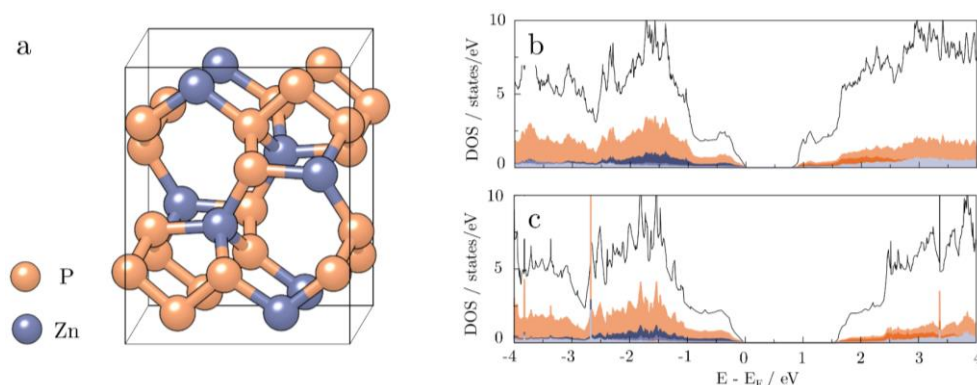 a
P
Zn
b
DOS / states/eV
10
5
0
c
DOS / states/eV
10
5
0
-4 -3 -2 -1 0 1 2 3 4
E - E_F / eV